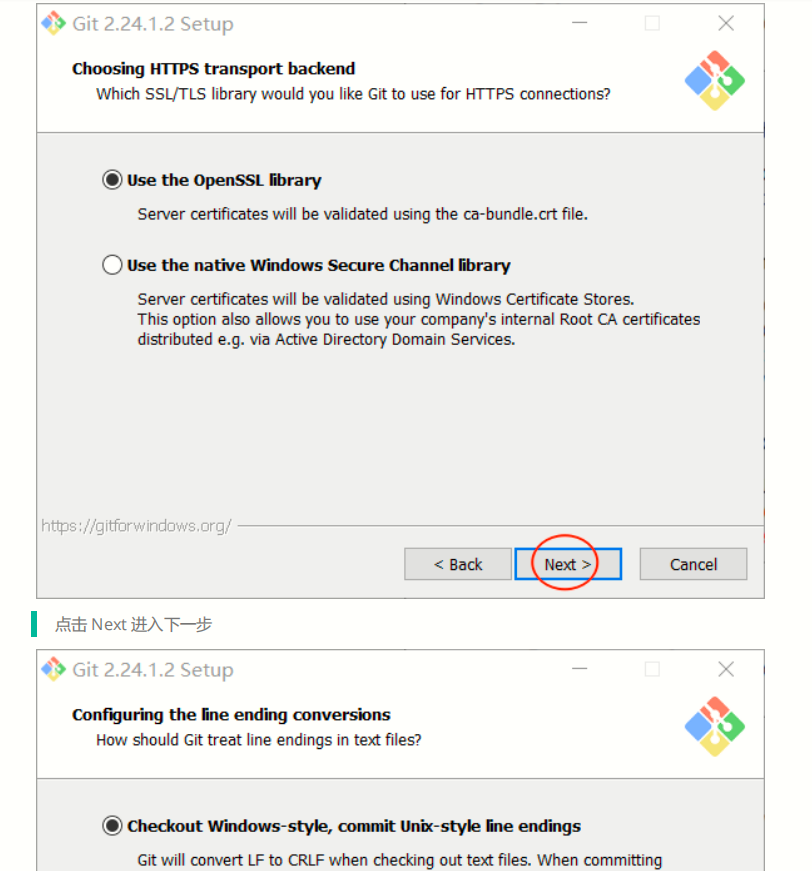 Git 2.24.1.2 Setup
Choosing HTTPS transport backend
Which SSL/TLS library would you like Git to use for HTTPS connections?
Use the OpenSSL library
Server certificates will be validated using the ca-bundle.crt file.
Use the native Windows Secure Channel library
Server certificates will be validated using Windows Certificate Stores.
This option also allows you to use your company's internal Root CA certificates
distributed e.g. via Active Directory Domain Services.
https://gitforwindows.org/
< Back Next > Cancel
点击 Next 进入下一步
Git 2.24.1.2 Setup
Configuring the line ending conversions
How should Git treat line endings in text files?
Checkout Windows-style, commit Unix-style line endings
Git will convert LF to CRLF when checking out text files. When committing